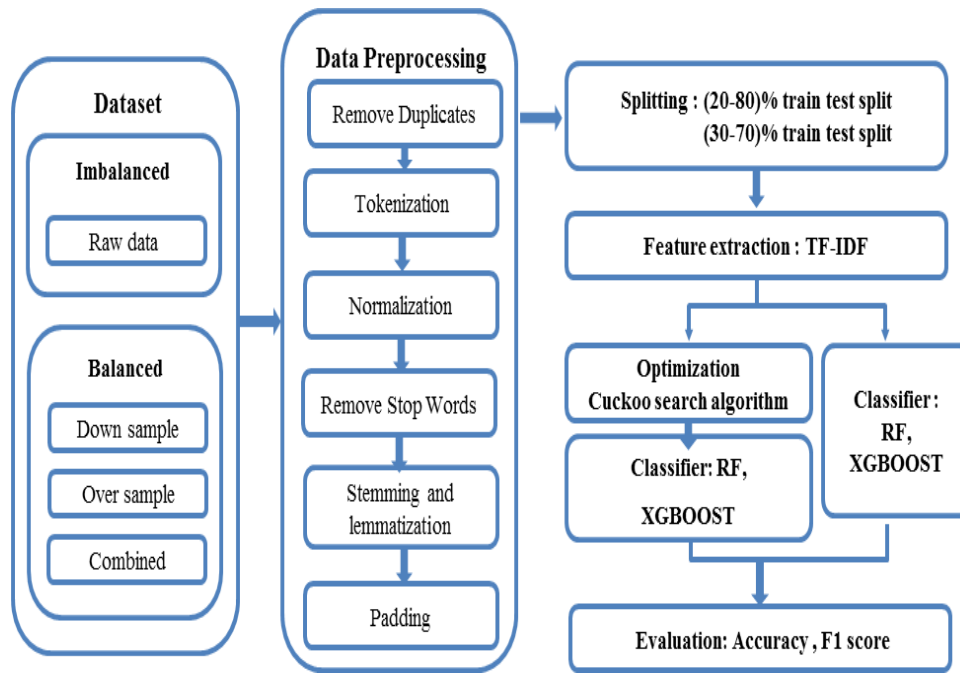 Dataset
Imbalanced
Raw data
Balanced
Down sample
Over sample
Combined
Data Preprocessing
Remove Duplicates
Tokenization
Normalization
Remove Stop Words
Stemming and
lemmatization
Padding
Splitting : (20-80)% train test split
(30-70)% train test split
Feature extraction : TF-IDF
Optimization
Cuckoo search algorithm
Classifier: RF,
XGBOOST
Classifier :
RF,
XGBOOST
Evaluation: Accuracy , F1 score